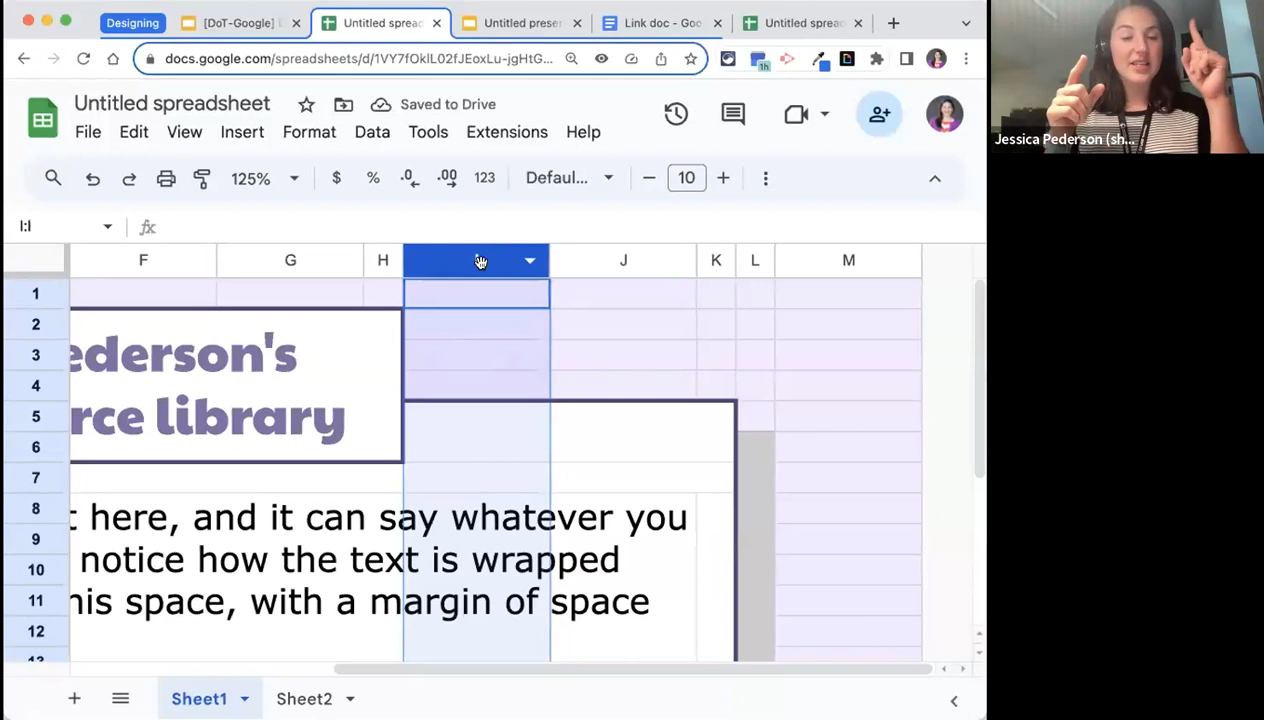 Designing
[DoT-Google] E
Untitled spread
Untitled presen
Link doc - Goo
Untitled sprea
docs.google.com/spreadsheets/d/1VY7fOklL02fJEoxLu-jgHtG...
1h
Untitled spreadsheet
Saved to Drive
File Edit View Insert Format Data Tools Extensions Help
125% $ % .0 .00 123 Defaul... 10
I:I fx
F G H J K L M
1
2
3
4
5
6
7
8
9
10
11
12
13
ederson's
rce library
t here, and it can say whatever you
notice how the text is wrapped
his space, with a margin of space
Sheet1
Sheet2
Jessica Pederson (sh...